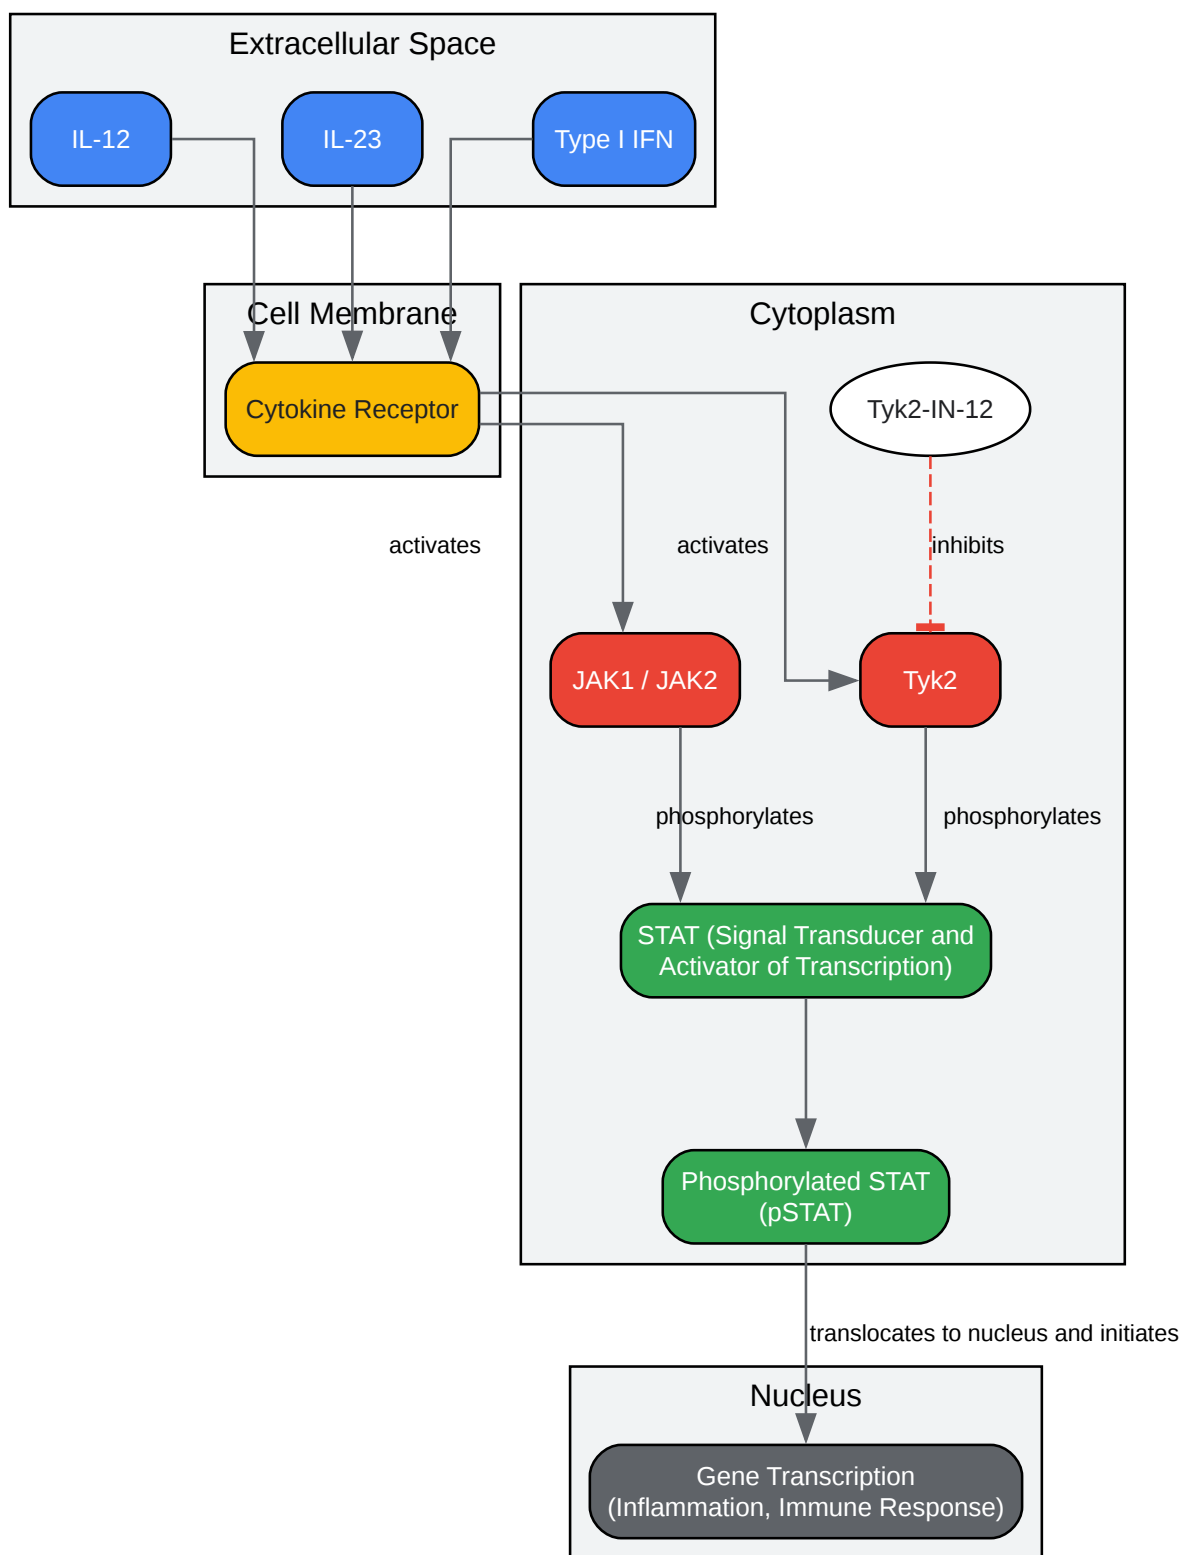 Extracellular Space
IL-12
IL-23
Type I IFN
Cell Membrane
Cytoplasm
Cytokine Receptor
Tyk2-IN-12
activates
activates
inhibits
JAK1 / JAK2
Tyk2
phosphorylates
phosphorylates
STAT (Signal Transducer and
Activator of Transcription)
Phosphorylated STAT
(pSTAT)
translocates to nucleus and initiates
Nucleus
Gene Transcription
(Inflammation, Immune Response)